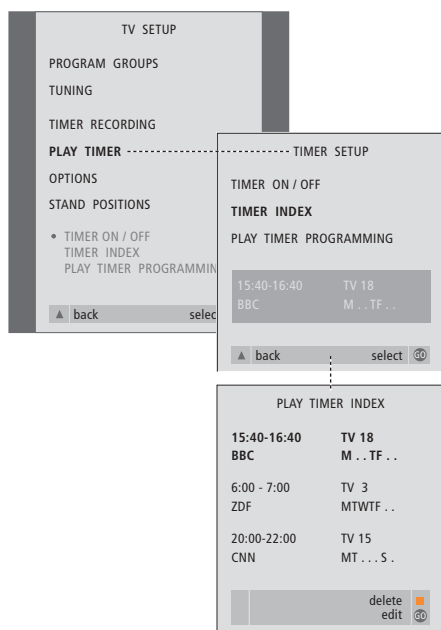 TV SETUP
PROGRAM GROUPS
TUNING
TIMER RECORDING
PLAY TIMER
OPTIONS
STAND POSITIONS
• TIMER ON / OFF
TIMER INDEX
PLAY TIMER PROGRAMMIN
▲ back selec
TIMER SETUP
TIMER ON / OFF
TIMER INDEX
PLAY TIMER PROGRAMMING
15:40-16:40 TV 18
BBC M . . TF . .
▲ back select GO
PLAY TIMER INDEX
15:40-16:40 TV 18
BBC M . . TF . .
6:00 - 7:00 TV 3
ZDF MTWTF . .
20:00-22:00 TV 15
CNN MT . . . S .
delete
edit GO